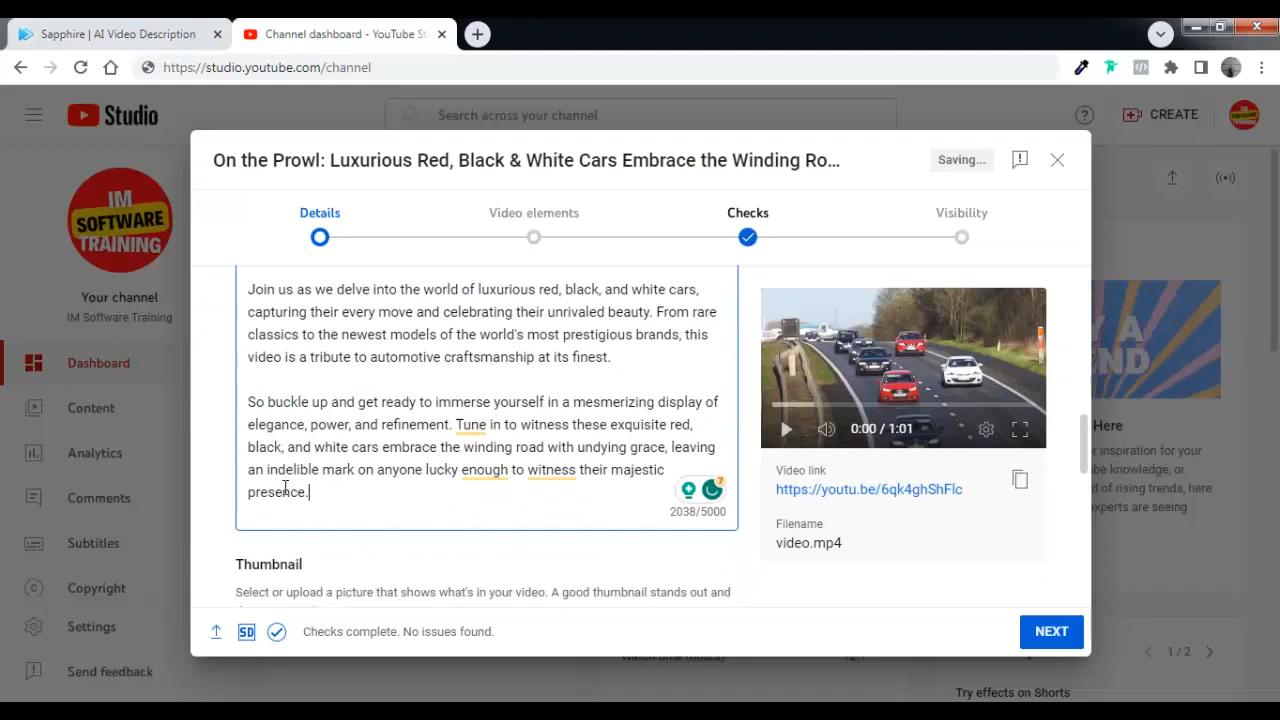 Sapphire | AI Video Description
Channel dashboard - YouTube St
https://studio.youtube.com/channel
Studio
Search across your channel
CREATE
IM
SOFTWARE
TRAINING
On the Prowl: Luxurious Red, Black & White Cars Embrace the Winding Ro...
Saving...
Details
Video elements
Checks
Visibility
Your channel
IM Software Training
Dashboard
Content
Analytics
Comments
Subtitles
Copyright
Settings
Send feedback
Join us as we delve into the world of luxurious red, black, and white cars,
capturing their every move and celebrating their unrivaled beauty. From rare
classics to the newest models of the world's most prestigious brands, this
video is a tribute to automotive craftsmanship at its finest.
So buckle up and get ready to immerse yourself in a mesmerizing display of
elegance, power, and refinement. Tune in to witness these exquisite red,
black, and white cars embrace the winding road with undying grace, leaving
an indelible mark on anyone lucky enough to witness their majestic
presence.
7
2038/5000
Thumbnail
Select or upload a picture that shows what's in your video. A good thumbnail stands out and
0:00 / 1:01
Video link
https://youtu.be/6qk4ghShFlc
Filename
video.mp4
SD
Checks complete. No issues found.
NEXT
Y A
END
Here
r inspiration for your
be knowledge, or
d of rising trends, here
experts are seeing
1 / 2
Try effects on Shorts